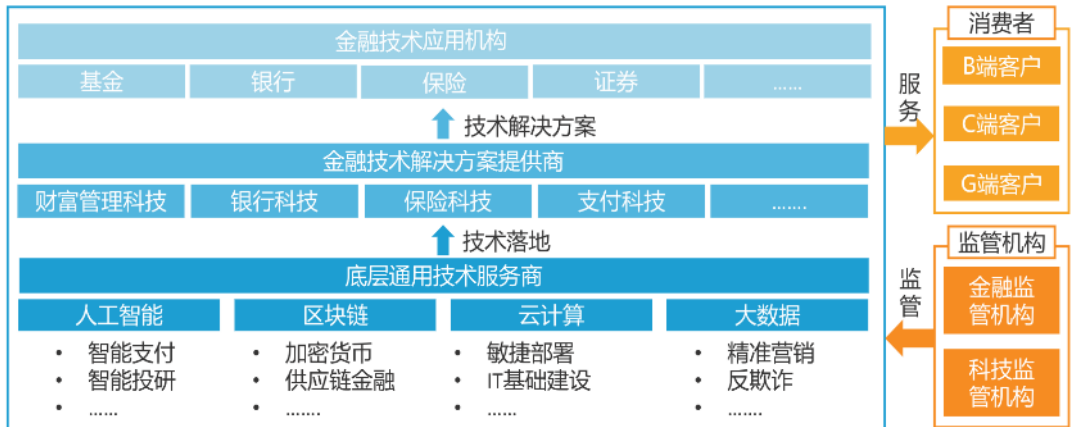 金融技术应用机构
基金
银行
保险
证券
......
技术解决方案
金融技术解决方案提供商
财富管理科技
银行科技
保险科技
支付科技
.......
技术落地
底层通用技术服务商
人工智能
区块链
云计算
大数据
• 智能支付
• 智能投研
• ......
• 加密货币
• 供应链金融
• .......
• 敏捷部署
• IT基础建设
• ......
• 精准营销
• 反欺诈
• .......
服务
消费者
B端客户
C端客户
G端客户
监管
监管机构
金融监
管机构
科技监
管机构